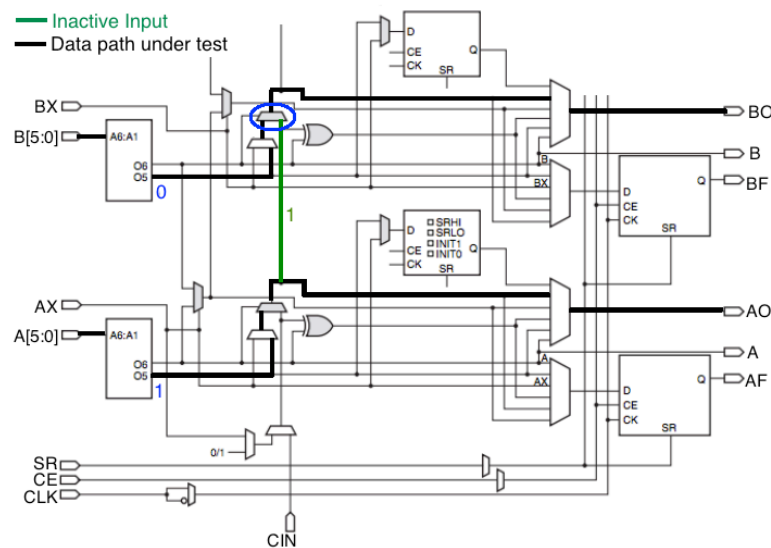 Inactive Input
Data path under test
BX
B[5:0]
A6:A1
O6
O5
0
D
CE
CK
Q
SR
B
BX
BO
B
BF
D
CE
CK
Q
SR
1
AX
A[5:0]
A6:A1
O6
O5
1
D
CE
CK
SRHI
SRLO
INIT1
INIT0
Q
SR
A
AX
AO
A
AF
D
CE
CK
Q
SR
0/1
SR
CE
CLK
CIN